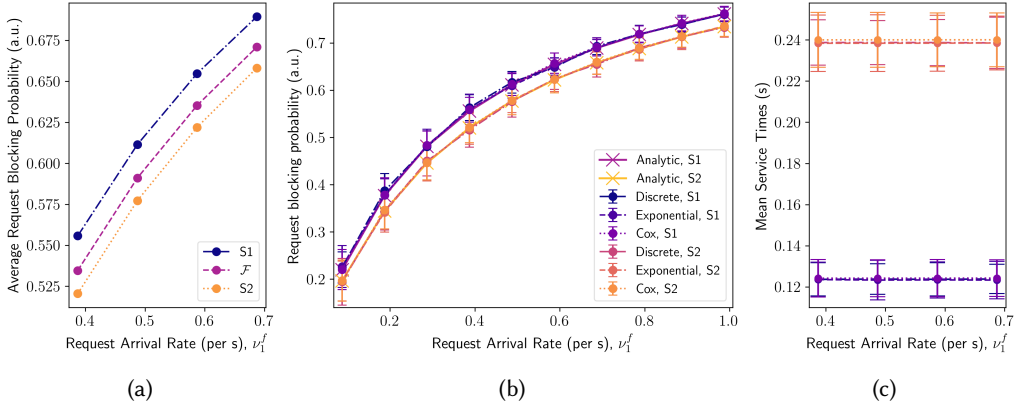 Average Request Blocking Probability (a.u.)
0.675
0.650
0.625
0.600
0.575
0.550
0.525
S1
ℱ
S2
0.4 0.5 0.6 0.7
Request Arrival Rate (per s), ν₁ᶠ
(a)
Request blocking probability (a.u.)
0.7
0.6
0.5
0.4
0.3
0.2
Analytic, S1
Analytic, S2
Discrete, S1
Exponential, S1
Cox, S1
Discrete, S2
Exponential, S2
Cox, S2
0.2 0.4 0.6 0.8 1.0
Request Arrival Rate (per s), ν₁ᶠ
(b)
Mean Service Times (s)
0.24
0.22
0.20
0.18
0.16
0.14
0.12
0.4 0.5 0.6 0.7
Request Arrival Rate (per s), ν₁ᶠ
(c)